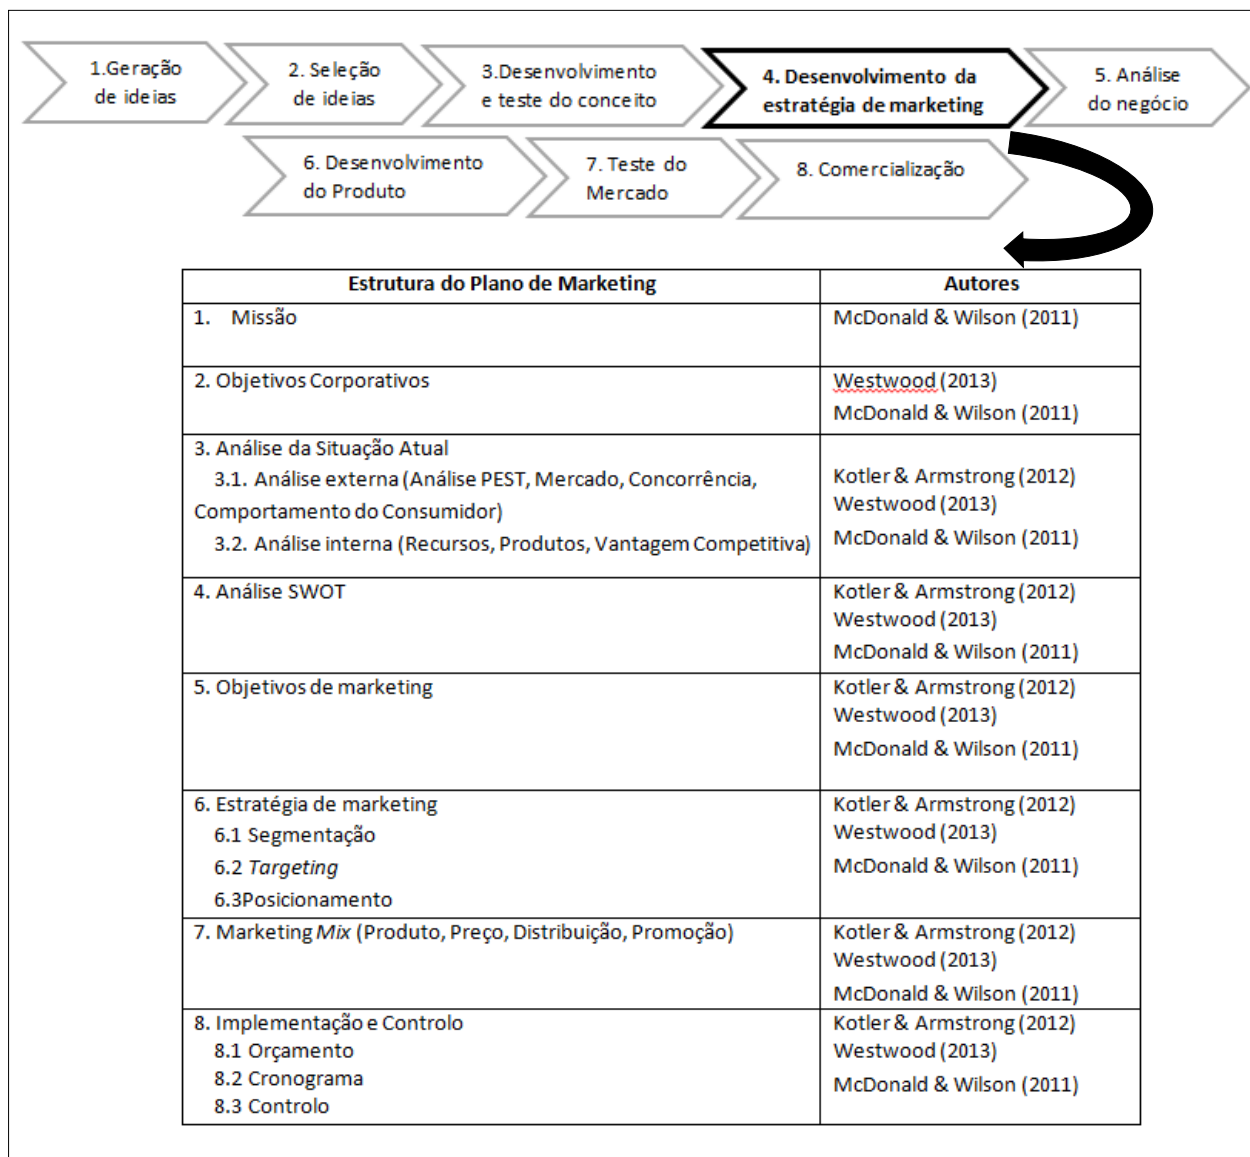 1.Geração
de ideias
2. Seleção
de ideias
3.Desenvolvimento
e teste do conceito
4. Desenvolvimento da
estratégia de marketing
5. Análise
do negócio
6. Desenvolvimento
do Produto
7. Teste do
Mercado
8. Comercialização
Estrutura do Plano de Marketing
Autores
1. Missão
McDonald & Wilson (2011)
2. Objetivos Corporativos
Westwood (2013)
McDonald & Wilson (2011)
3. Análise da Situação Atual
3.1. Análise externa (Análise PEST, Mercado, Concorrência,
Comportamento do Consumidor)
3.2. Análise interna (Recursos, Produtos, Vantagem Competitiva)
Kotler & Armstrong (2012)
Westwood (2013)
McDonald & Wilson (2011)
4. Análise SWOT
Kotler & Armstrong (2012)
Westwood (2013)
McDonald & Wilson (2011)
5. Objetivos de marketing
Kotler & Armstrong (2012)
Westwood (2013)
McDonald & Wilson (2011)
6. Estratégia de marketing
6.1 Segmentação
6.2 Targeting
6.3Posicionamento
Kotler & Armstrong (2012)
Westwood (2013)
McDonald & Wilson (2011)
7. Marketing Mix (Produto, Preço, Distribuição, Promoção)
Kotler & Armstrong (2012)
Westwood (2013)
McDonald & Wilson (2011)
8. Implementação e Controlo
8.1 Orçamento
8.2 Cronograma
8.3 Controlo
Kotler & Armstrong (2012)
Westwood (2013)
McDonald & Wilson (2011)